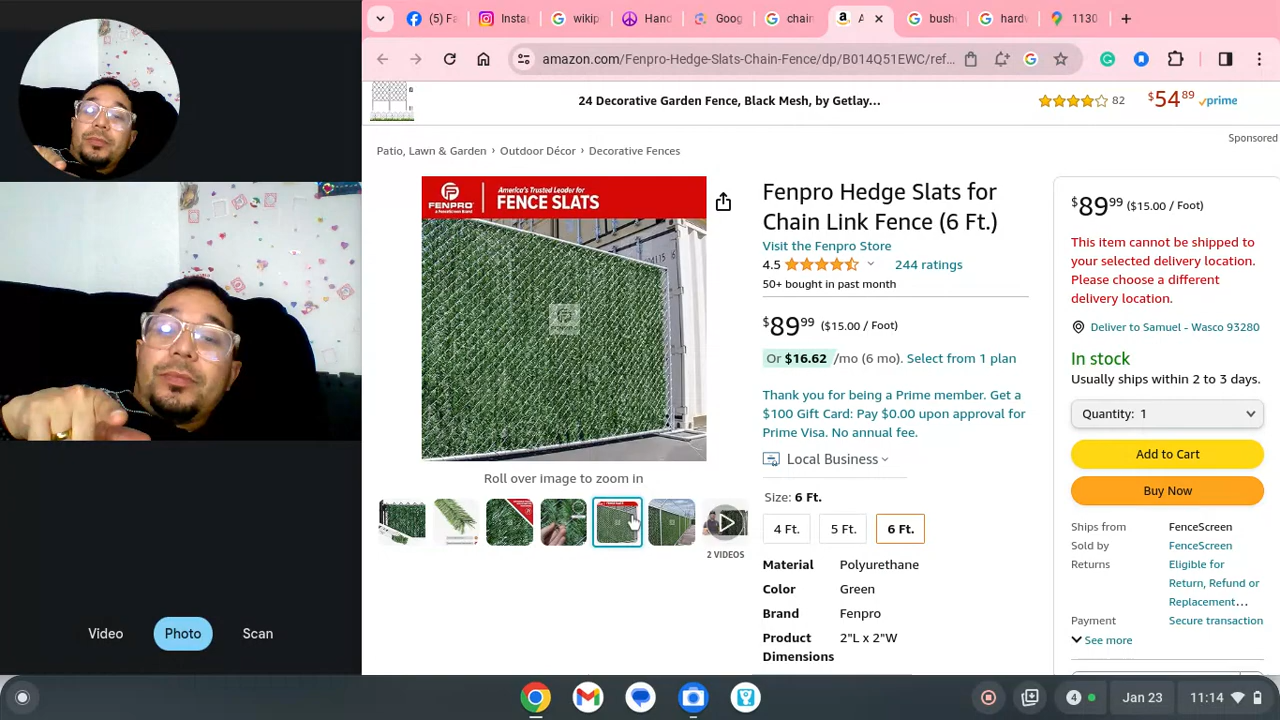 (5) Fa
Insta
wikip
Hand
Goog
chain
A
bush
hardw
1130
amazon.com/Fenpro-Hedge-Slats-Chain-Fence/dp/B014Q51EWC/ref...
24 Decorative Garden Fence, Black Mesh, by Getlay...
82
$54 89
prime
Sponsored
Patio, Lawn & Garden › Outdoor Décor › Decorative Fences
FENPRO
a FenceScreen Brand
America's Trusted Leader for
FENCE SLATS
Roll over image to zoom in
2 VIDEOS
Fenpro Hedge Slats for
Chain Link Fence (6 Ft.)
Visit the Fenpro Store
4.5
244 ratings
50+ bought in past month
$89 99 ($15.00 / Foot)
Or $16.62 /mo (6 mo). Select from 1 plan
Thank you for being a Prime member. Get a
$100 Gift Card: Pay $0.00 upon approval for
Prime Visa. No annual fee.
Local Business
Size: 6 Ft.
4 Ft.
5 Ft.
6 Ft.
Material Polyurethane
Color Green
Brand Fenpro
Product 2"L x 2"W
Dimensions
$89 99 ($15.00 / Foot)
This item cannot be shipped to
your selected delivery location.
Please choose a different
delivery location.
Deliver to Samuel - Wasco 93280
In stock
Usually ships within 2 to 3 days.
Quantity: 1
Add to Cart
Buy Now
Ships from FenceScreen
Sold by FenceScreen
Returns Eligible for
Return, Refund or
Replacement...
Payment Secure transaction
See more
Video
Photo
Scan
4
Jan 23
11:14